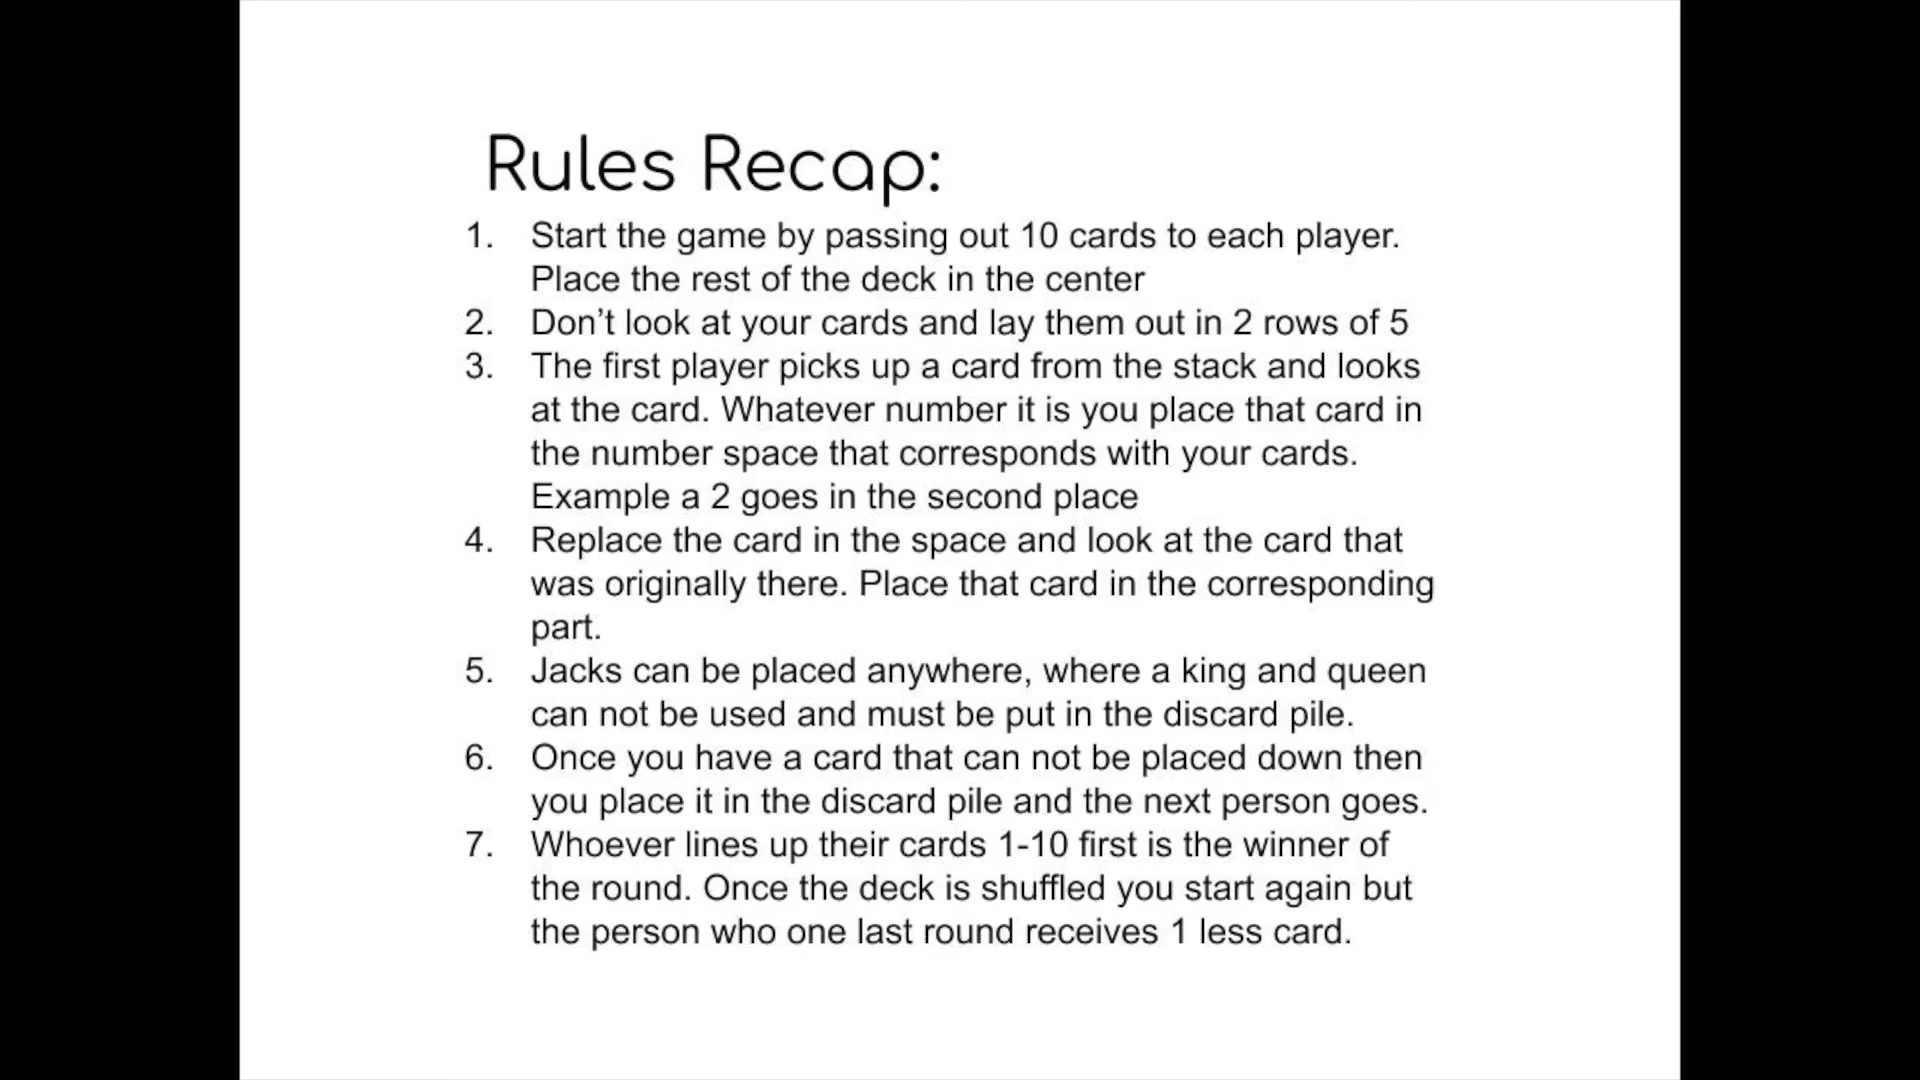 Rules Recap:
1. Start the game by passing out 10 cards to each player.
Place the rest of the deck in the center
2. Don’t look at your cards and lay them out in 2 rows of 5
3. The first player picks up a card from the stack and looks
at the card. Whatever number it is you place that card in
the number space that corresponds with your cards.
Example a 2 goes in the second place
4. Replace the card in the space and look at the card that
was originally there. Place that card in the corresponding
part.
5. Jacks can be placed anywhere, where a king and queen
can not be used and must be put in the discard pile.
6. Once you have a card that can not be placed down then
you place it in the discard pile and the next person goes.
7. Whoever lines up their cards 1-10 first is the winner of
the round. Once the deck is shuffled you start again but
the person who one last round receives 1 less card.